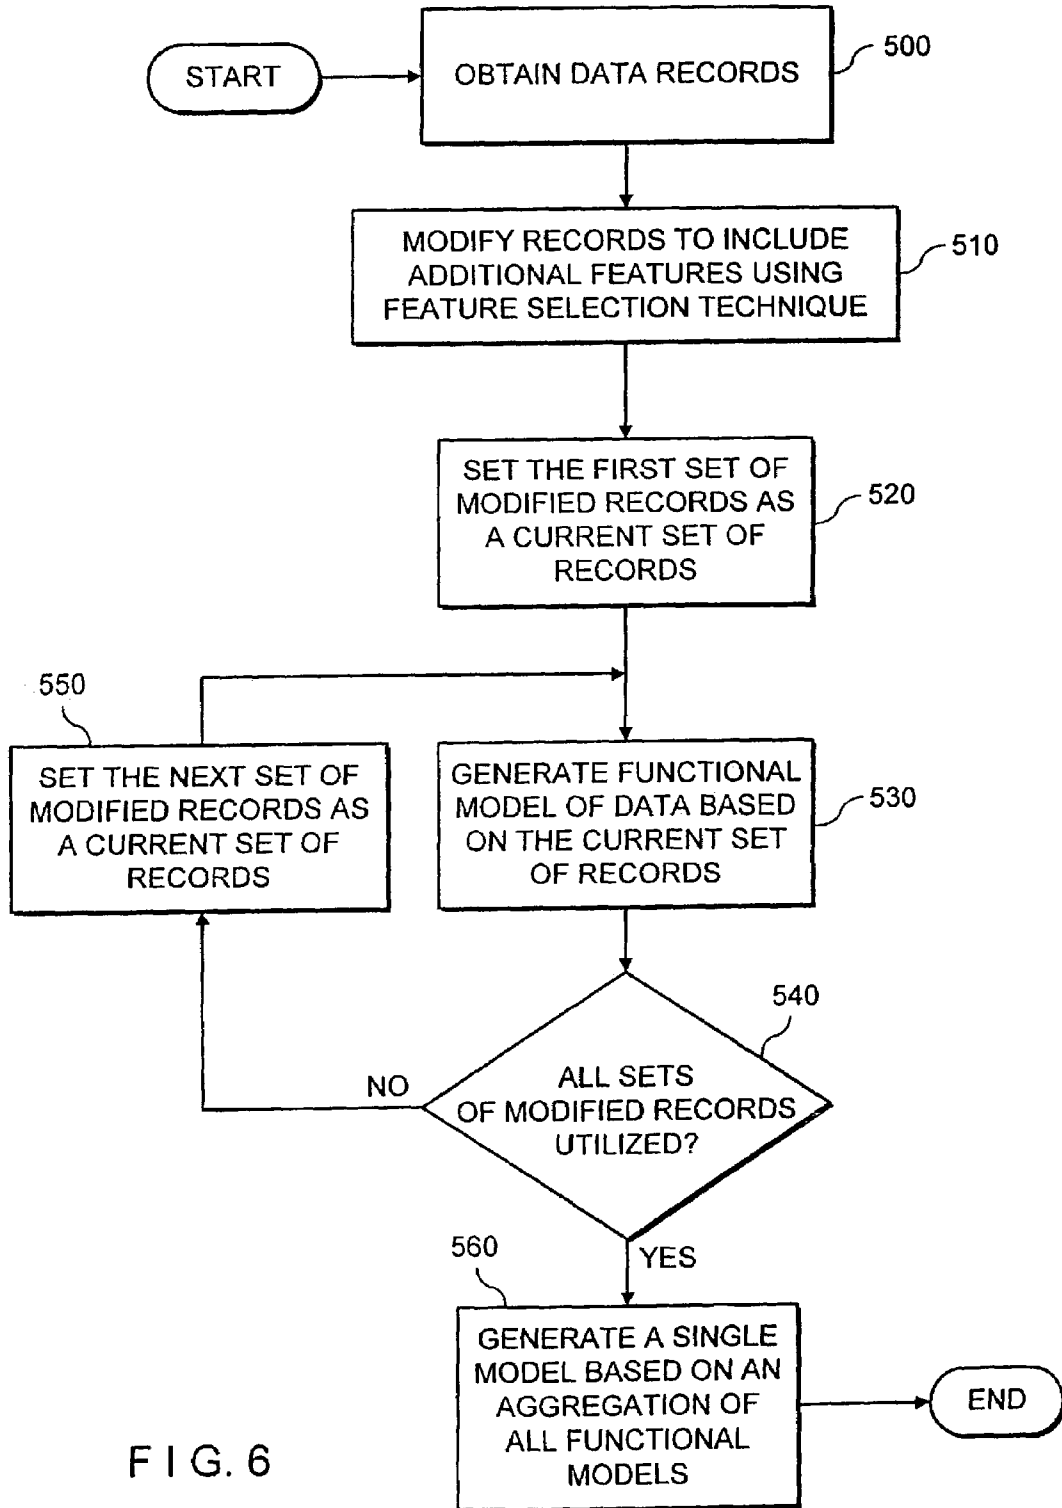 START
OBTAIN DATA RECORDS
500
MODIFY RECORDS TO INCLUDE
ADDITIONAL FEATURES USING
FEATURE SELECTION TECHNIQUE
510
SET THE FIRST SET OF
MODIFIED RECORDS AS
A CURRENT SET OF
RECORDS
520
550
SET THE NEXT SET OF
MODIFIED RECORDS AS
A CURRENT SET OF
RECORDS
GENERATE FUNCTIONAL
MODEL OF DATA BASED
ON THE CURRENT SET
OF RECORDS
530
540
ALL SETS
OF MODIFIED RECORDS
UTILIZED?
NO
YES
560
GENERATE A SINGLE
MODEL BASED ON AN
AGGREGATION OF
ALL FUNCTIONAL
MODELS
END
FIG. 6